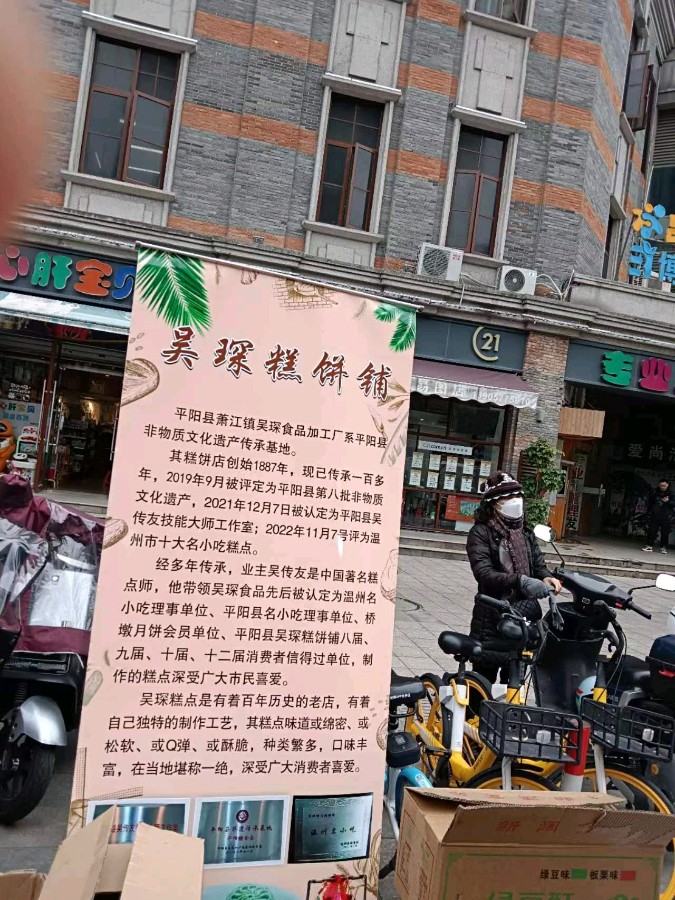 心肝宝贝
21
专业
爱尚
吴琛糕饼铺
平阳县萧江镇吴琛食品加工厂系平阳县
非物质文化遗产传承基地。
其糕饼店创始1887年，现已传承一百多
年，2019年9月被评定为平阳县第八批非物质
文化遗产，2021年12月7日被认定为平阳县吴
传友技能大师工作室；2022年11月7号评为温
州市十大名小吃糕点。
经多年传承，业主吴传友是中国著名糕
点师，他带领吴琛食品先后被认定为温州名
小吃理事单位、平阳县名小吃理事单位、桥
墩月饼会员单位、平阳县吴琛糕饼铺八届、
九届、十届、十二届消费者信得过单位，制
作的糕点深受广大市民喜爱。
吴琛糕点是有着百年历史的老店，有着
自己独特的制作工艺，其糕点味道或绵密、或
松软、或Q弹、或酥脆，种类繁多，口味丰
富，在当地堪称一绝，深受广大消费者喜爱。
温州名小吃
绿豆味 板栗味